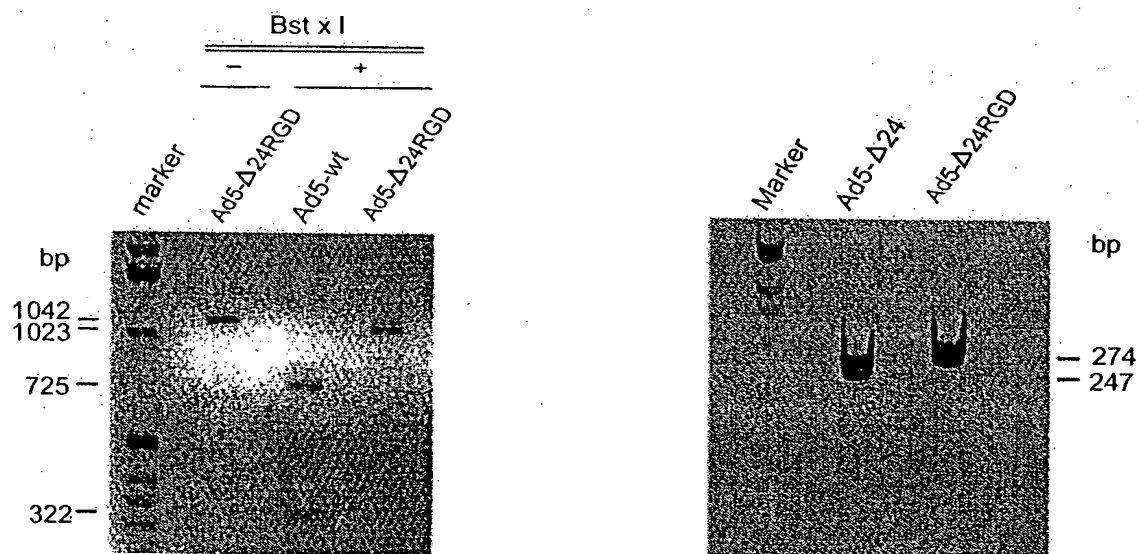 Bst x I
− +
marker Ad5-Δ24RGD Ad5-wt Ad5-Δ24RGD
bp
1042
1023
725
322
Marker Ad5-Δ24 Ad5-Δ24RGD
bp
274
247